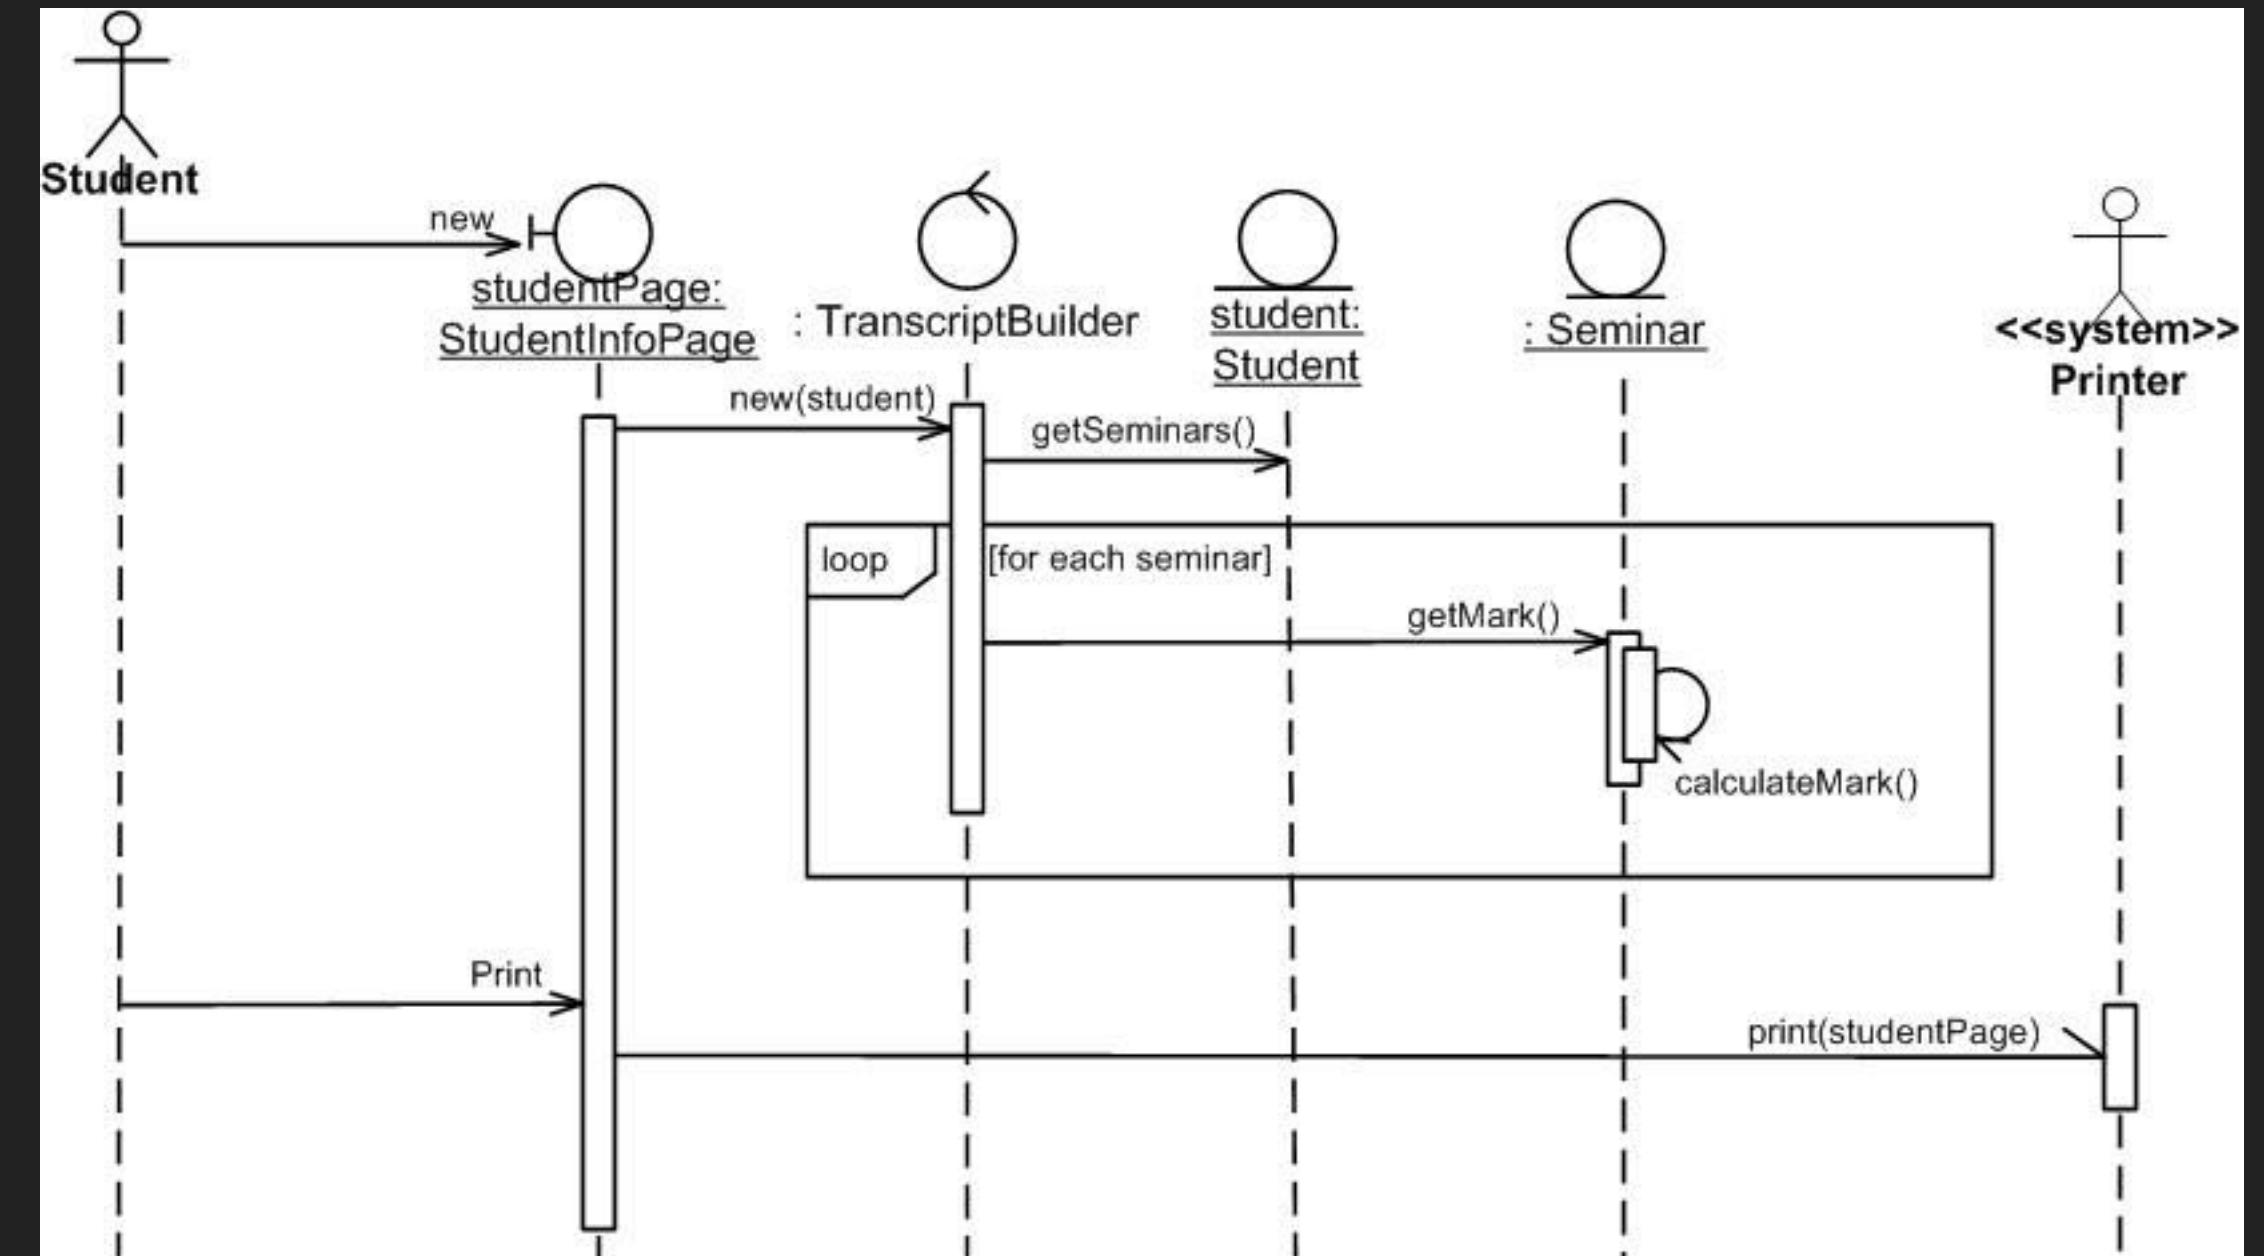 Student
new
studentPage:
StudentInfoPage
: TranscriptBuilder
student:
Student
: Seminar
<<system>>
Printer
new(student)
getSeminars()
loop
[for each seminar]
getMark()
calculateMark()
Print
print(studentPage)